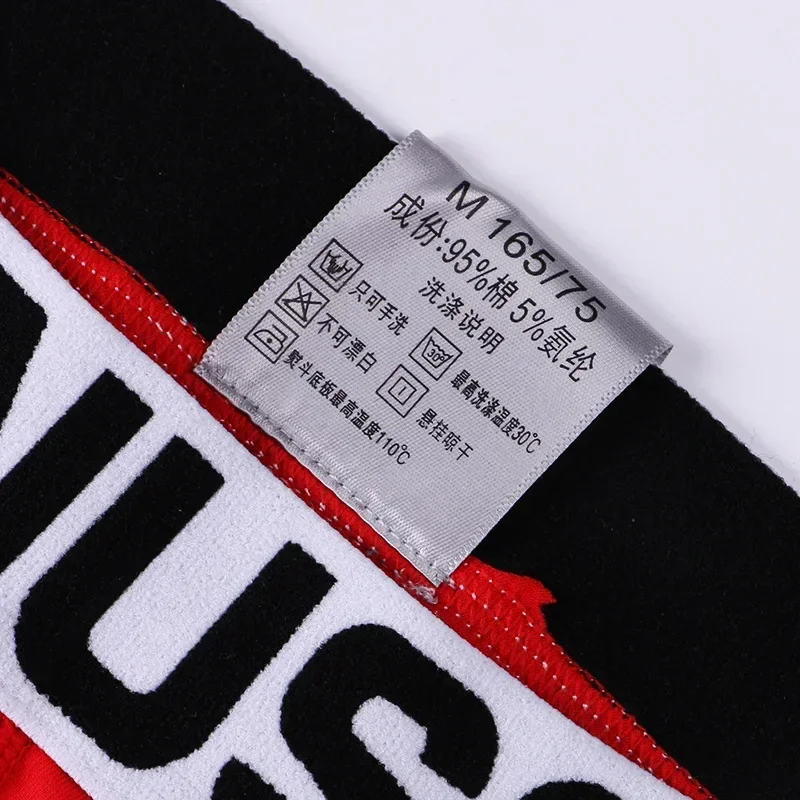 M 165/75
成份:95%棉 5%氨纶
洗涤说明
只可手洗
30°
最高洗涤温度30℃
不可漂白
悬挂晾干
熨斗底板最高温度110℃
US